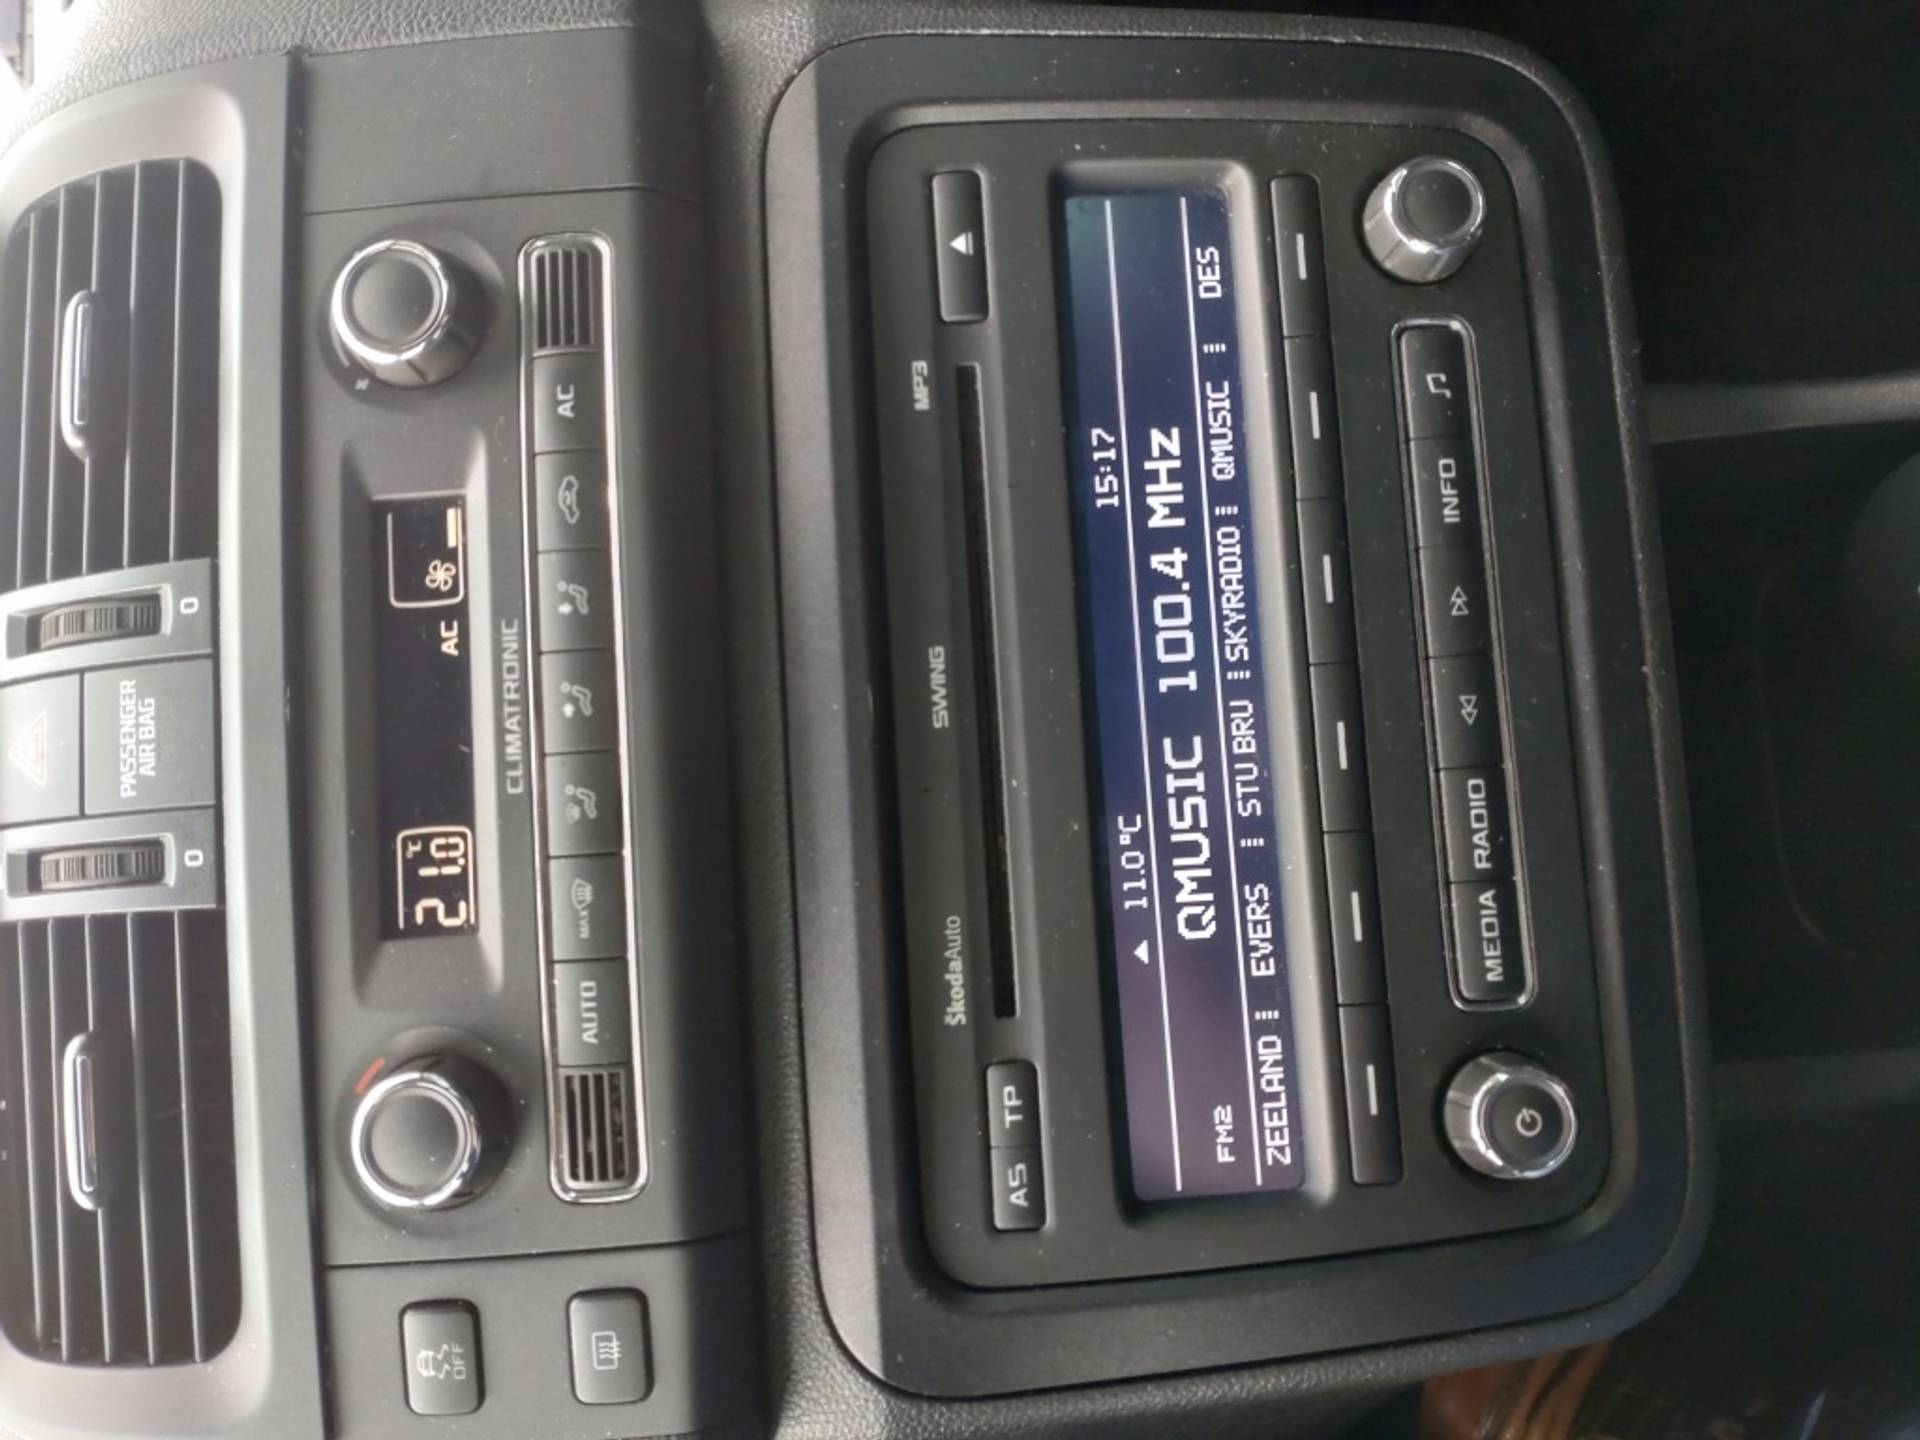 0 0
PASSENGER
AIR BAG
21.0 °C AC
CLIMATRONIC
AUTO MAX AC
OFF
ŠkodaAuto SWING MP3
AS TP
11.0°C 15:17
FM2 QMUSIC 100.4 MHz
ZEELAND EVERS STU BRU SKYRADIO QMUSIC DES
MEDIA RADIO INFO